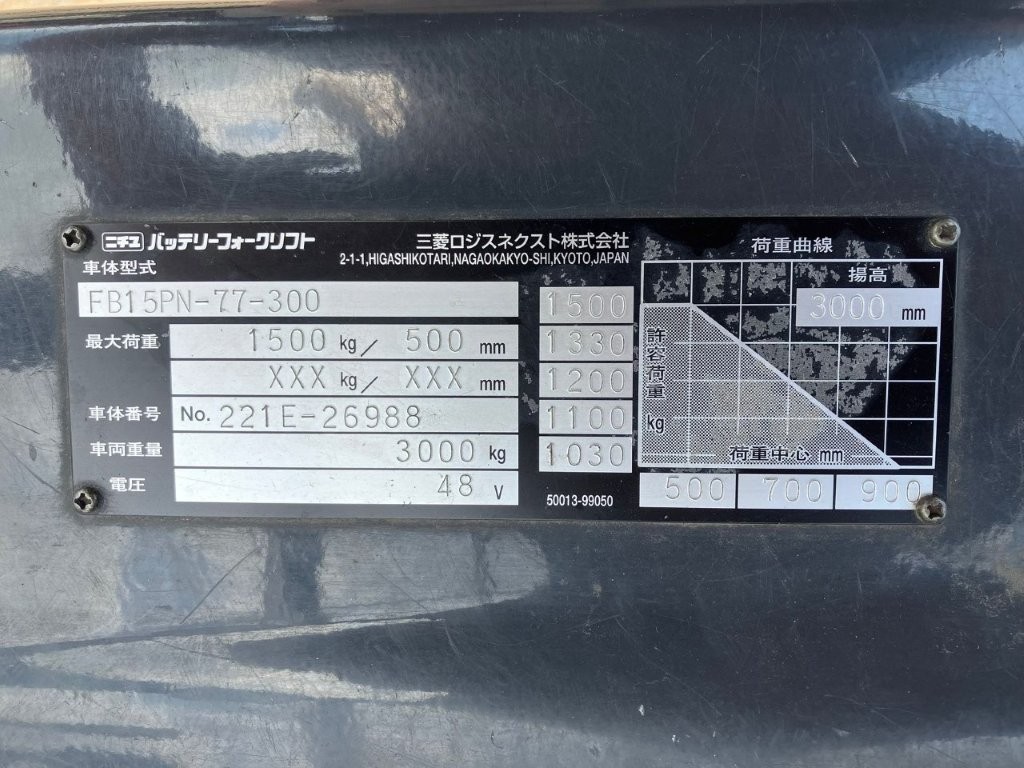 ニチユ バッテリーフォークリフト
三菱ロジスネクスト株式会社
2-1-1,HIGASHIKOTARI,NAGAOKAKYO-SHI,KYOTO,JAPAN
車体型式
FB15PN-77-300
最大荷重 1500 kg／ 500 mm
XXX kg／ XXX mm
車体番号 No. 221E-26988
車両重量 3000 kg
電圧 48 V
1500
1330
1200
1100
1030
50013-99050
荷重曲線
揚高
3000 mm
許容荷重 kg
荷重中心 mm
500 700 900